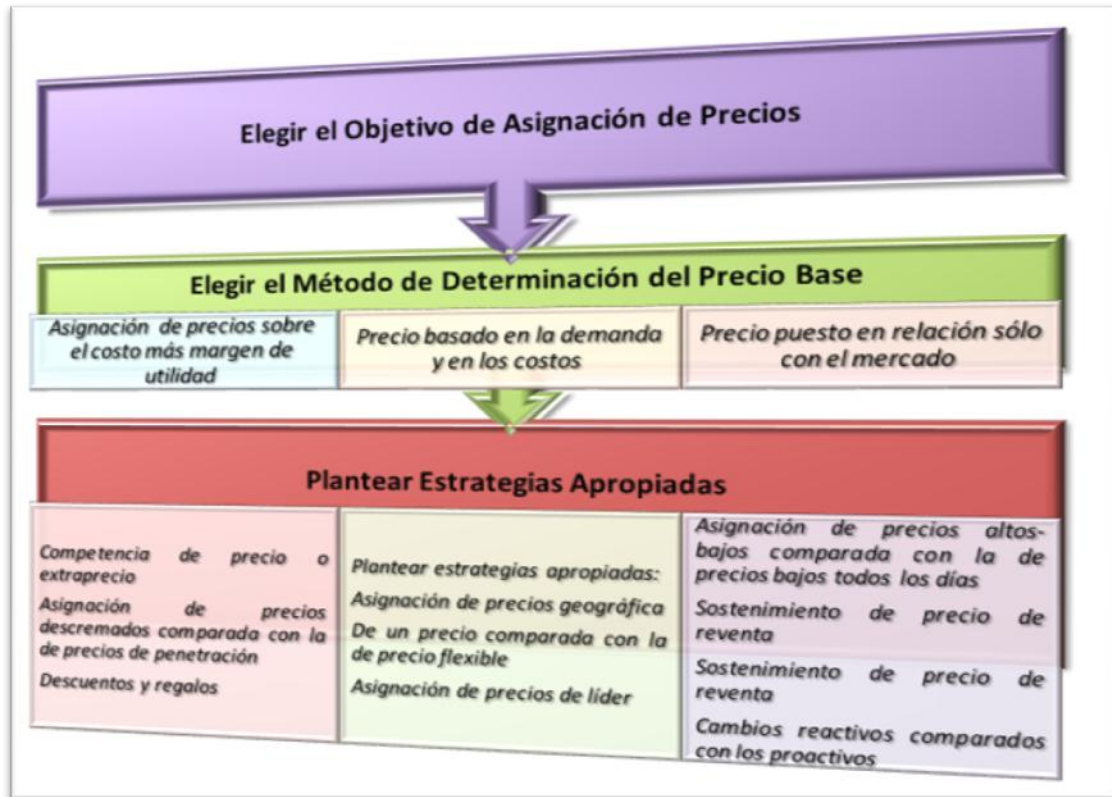 Elegir el Objetivo de Asignación de Precios
Elegir el Método de Determinación del Precio Base
Asignación de precios sobre
el costo más margen de
utilidad
Precio basado en la demanda
y en los costos
Precio puesto en relación sólo
con el mercado
Plantear Estrategias Apropiadas
Competencia de precio o
extraprecio
Asignación de precios
descremados comparada con la
de precios de penetración
Descuentos y regalos
Plantear estrategias apropiadas:
Asignación de precios geográfica
De un precio comparada con la
de precio flexible
Asignación de precios de líder
Asignación de precios altos-
bajos comparada con la de
precios bajos todos los días
Sostenimiento de precio de
reventa
Sostenimiento de precio de
reventa
Cambios reactivos comparados
con los proactivos